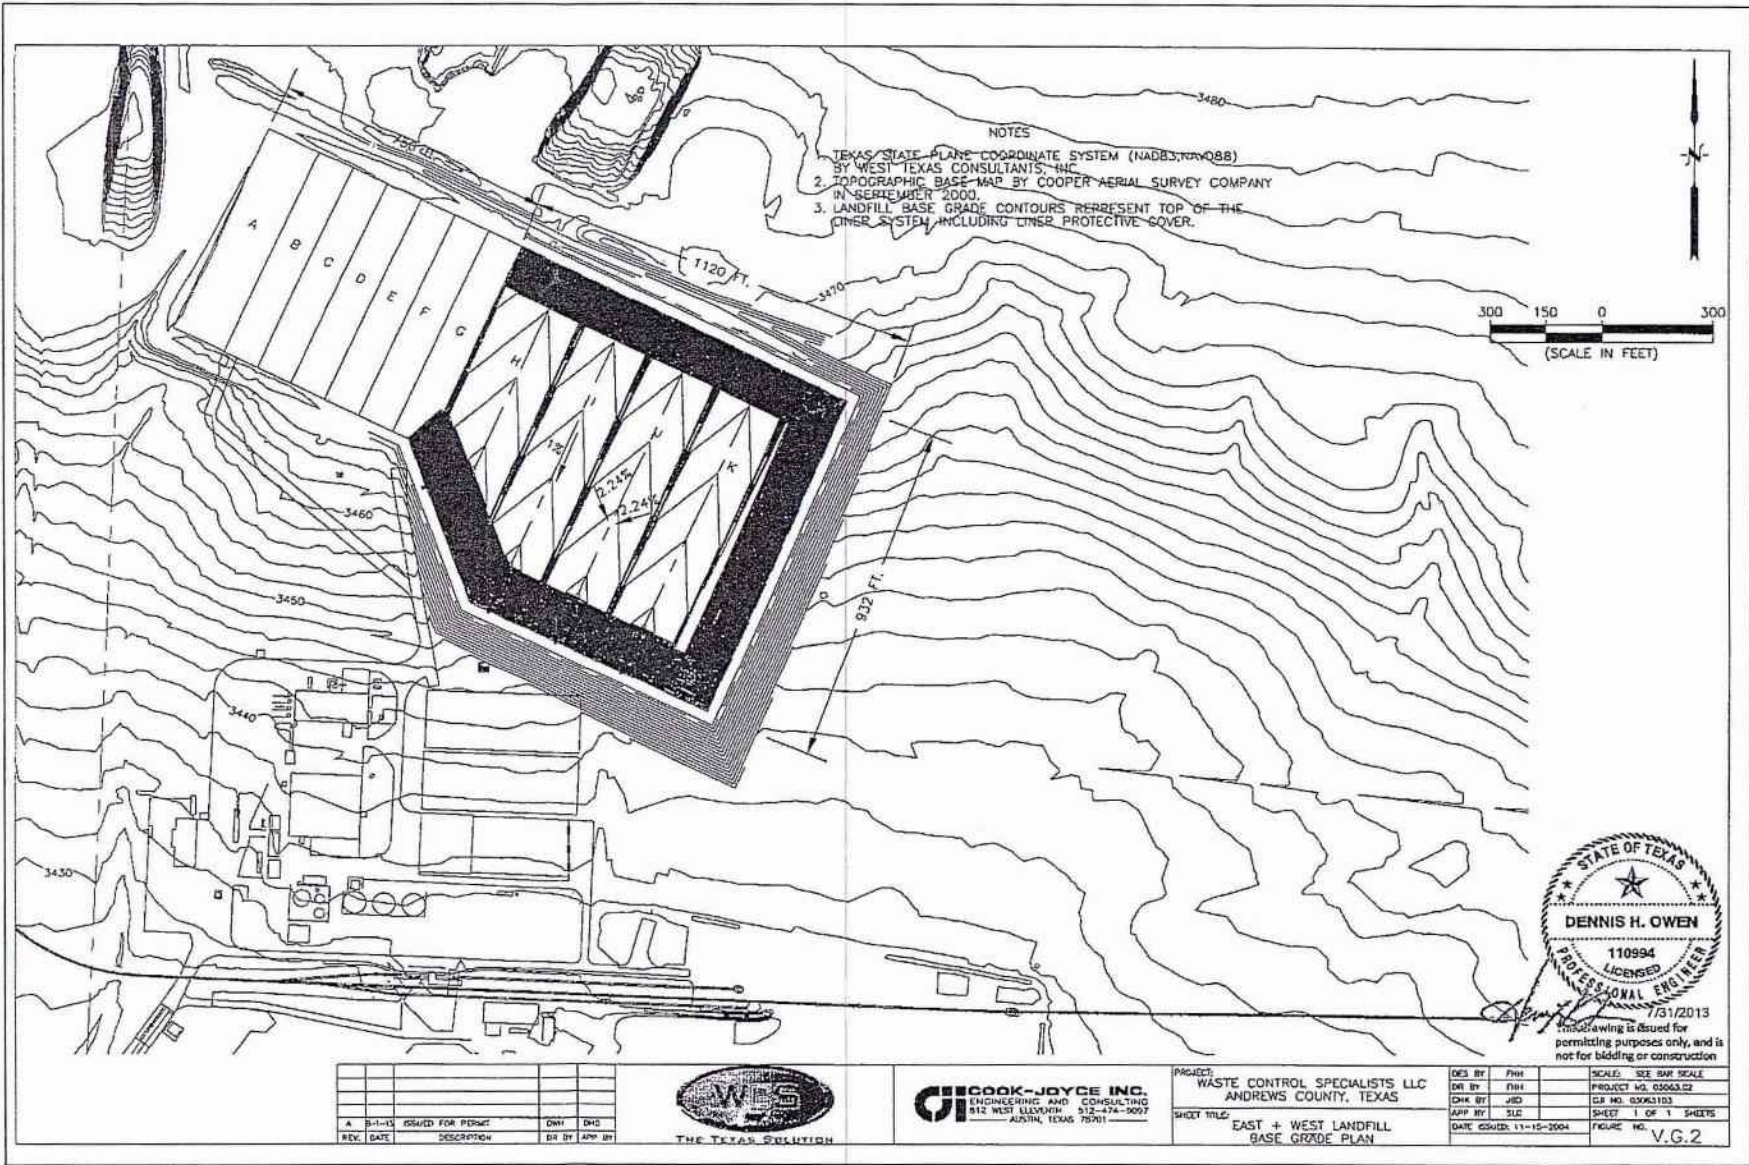 3480
NOTES
TEXAS STATE PLANE COORDINATE SYSTEM (NAD83,NAVD88)
BY WEST TEXAS CONSULTANTS, INC.
2. TOPOGRAPHIC BASE MAP BY COOPER AERIAL SURVEY COMPANY
IN SEPTEMBER 2000.
3. LANDFILL BASE GRADE CONTOURS REPRESENT TOP OF THE
LINER SYSTEM INCLUDING LINER PROTECTIVE COVER.
N
300 150 0 300
(SCALE IN FEET)
1120 FT.
3470
A
B
C
D
E
F
G
H
K
1%
2.24%
2.24%
932 FT.
3460
3450
3440
3430
STATE OF TEXAS
DENNIS H. OWEN
110994
LICENSED
PROFESSIONAL ENGINEER
7/31/2013
drawing is issued for
permitting purposes only, and is
not for bidding or construction
A ISSUED FOR PERMIT DWH
REV. DATE DESCRIPTION DR BY APP BY
WCS
THE TEXAS SOLUTION
COOK-JOYCE INC.
ENGINEERING AND CONSULTING
812 WEST ELEVENTH 512-474-9097
AUSTIN, TEXAS 78701
PROJECT:
WASTE CONTROL SPECIALISTS LLC
ANDREWS COUNTY, TEXAS
SHEET TITLE:
EAST + WEST LANDFILL
BASE GRADE PLAN
DES BY
DR BY
CHK BY
APP BY
DATE ISSUED: 11-15-2004
SCALE: SEE BAR SCALE
PROJECT NO.
SHEET 1 OF 1 SHEETS
FIGURE NO.
V.G.2